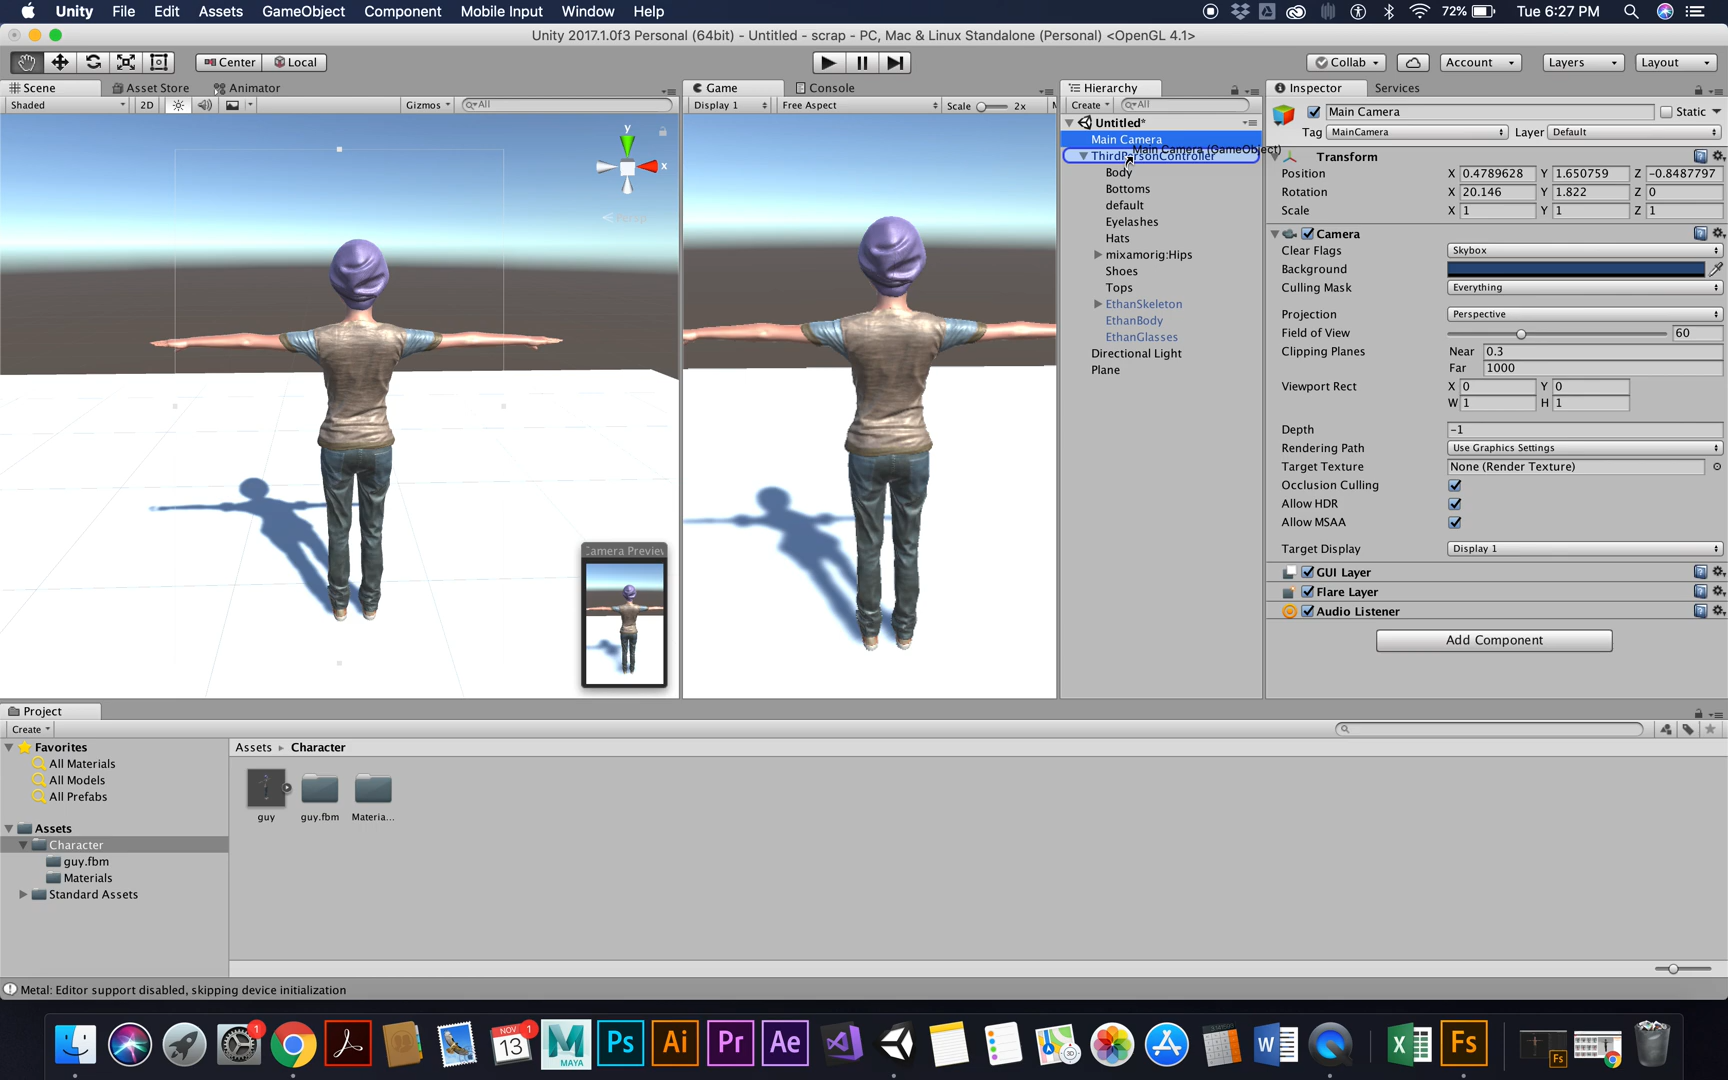 Unity File Edit Assets GameObject Component Mobile Input Window Help 72% Tue 6:27 PM
Unity 2017.1.0f3 Personal (64bit) - Untitled - scrap - PC, Mac & Linux Standalone (Personal) <OpenGL 4.1>
Center Local Collab Account Layers Layout
Scene Asset Store Animator Game Console Hierarchy Inspector Services
Shaded 2D Gizmos All Display 1 Free Aspect Scale 2x M Create All
Main Camera Static
Tag MainCamera Layer Default
Untitled*
Main Camera
Main Camera (GameObject)
ThirdPersonController
Body
Bottoms
default
Eyelashes
Hats
mixamorig:Hips
Shoes
Tops
EthanSkeleton
EthanBody
EthanGlasses
Directional Light
Plane
y
x
Persp
Camera Preview
Transform
Position X 0.4789628 Y 1.650759 Z -0.8487797
Rotation X 20.146 Y 1.822 Z 0
Scale X 1 Y 1 Z 1
Camera
Clear Flags Skybox
Background
Culling Mask Everything
Projection Perspective
Field of View 60
Clipping Planes Near 0.3
Far 1000
Viewport Rect X 0 Y 0
W 1 H 1
Depth -1
Rendering Path Use Graphics Settings
Target Texture None (Render Texture)
Occlusion Culling
Allow HDR
Allow MSAA
Target Display Display 1
GUI Layer
Flare Layer
Audio Listener
Add Component
Project
Create
Favorites
All Materials
All Models
All Prefabs
Assets
Character
guy.fbm
Materials
Standard Assets
Assets Character
guy guy.fbm Materia...
Metal: Editor support disabled, skipping device initialization
1 NOV 13 1 MAYA Ps Ai Pr Ae 3D W X Fs Fs